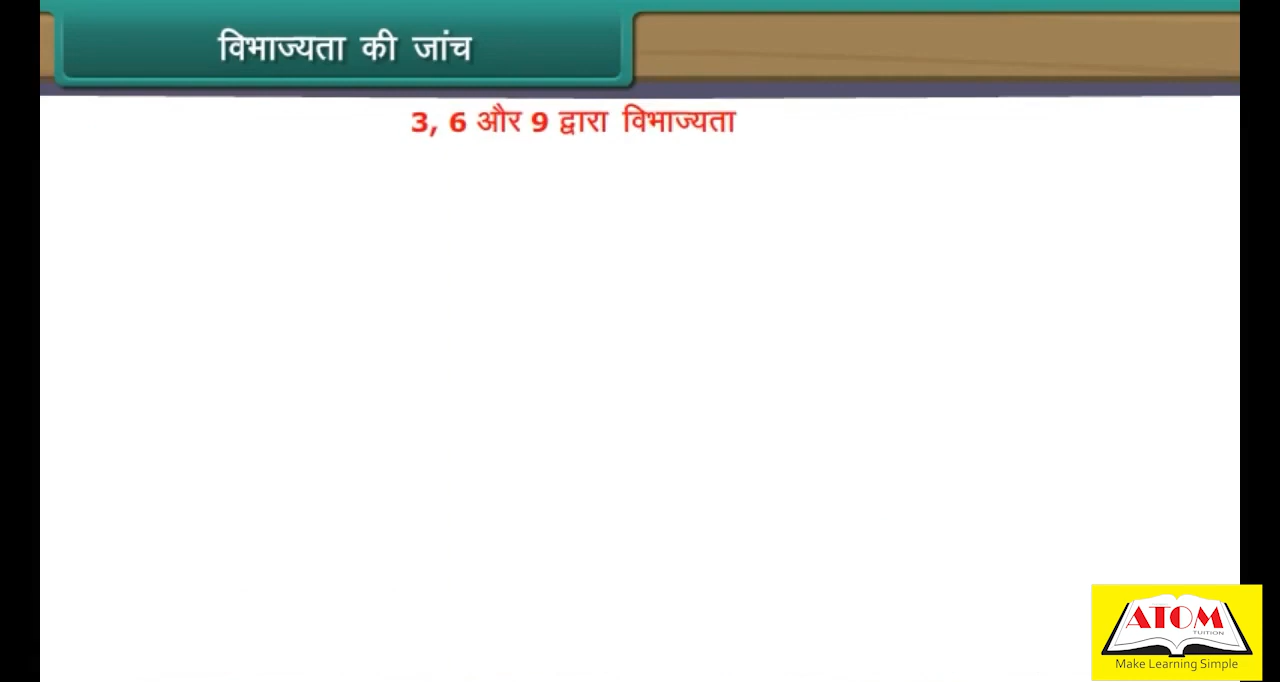 विभाज्यता की जांच
3, 6 और 9 द्वारा विभाज्यता
ATOM
TUITION
Make Learning Simple